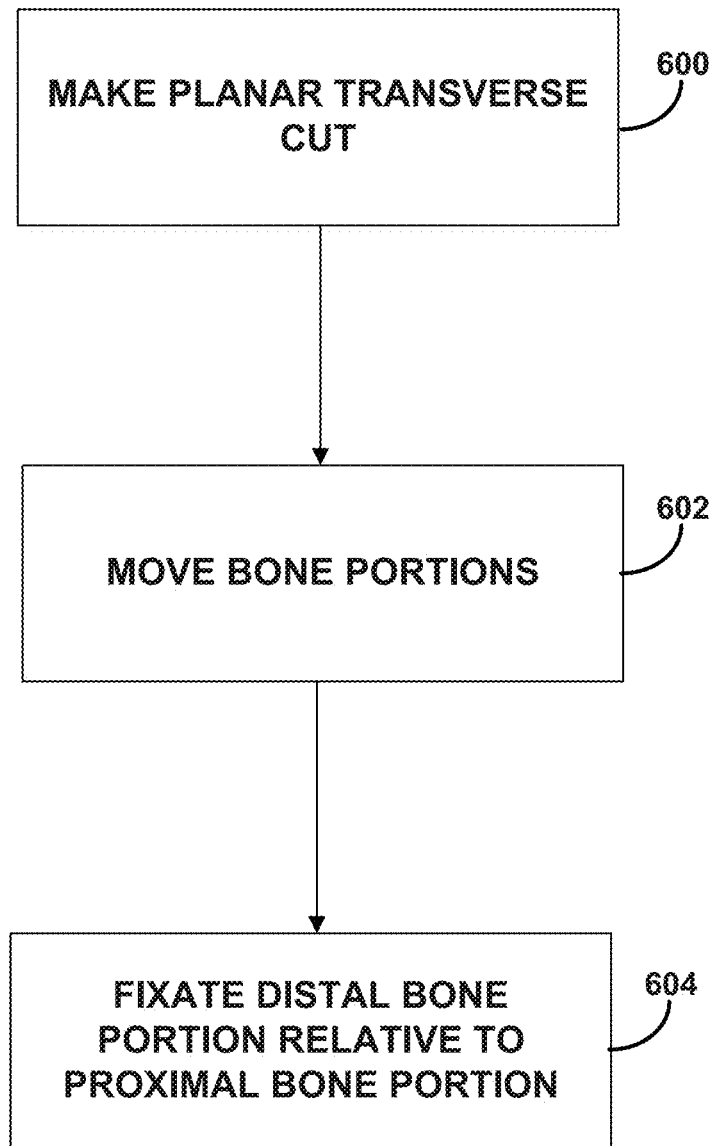 MAKE PLANAR TRANSVERSE
CUT
600
MOVE BONE PORTIONS
602
FIXATE DISTAL BONE
PORTION RELATIVE TO
PROXIMAL BONE PORTION
604